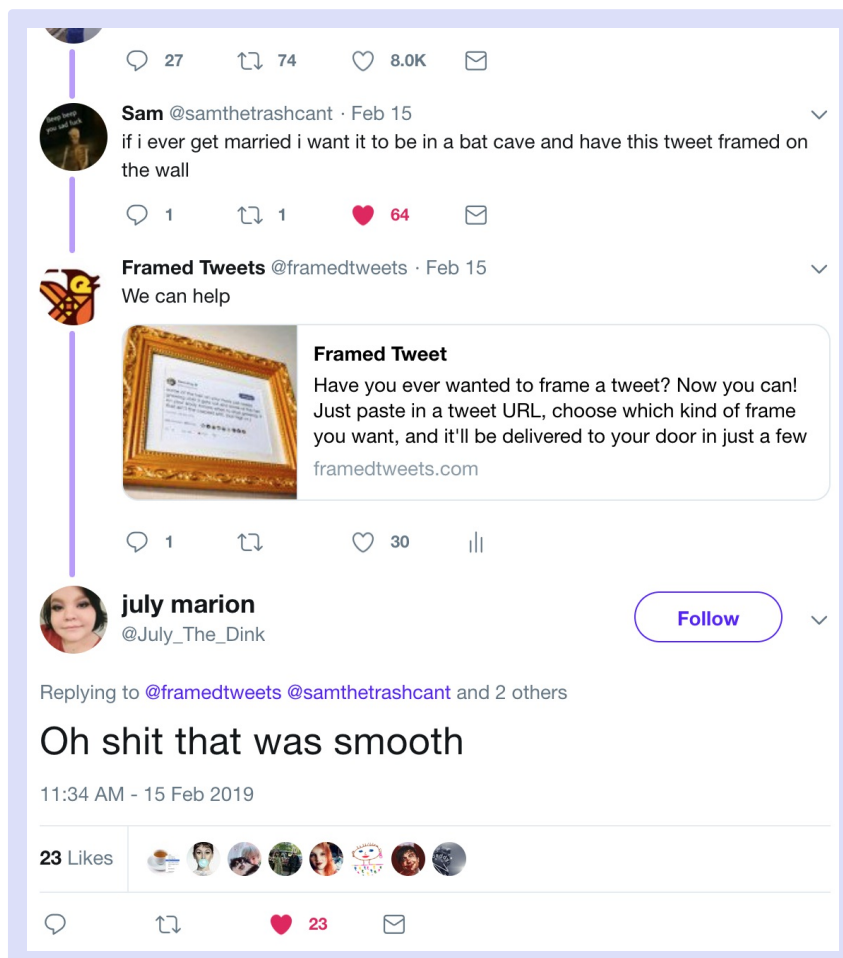 27 74 8.0K
Sam @samthetrashcant · Feb 15
if i ever get married i want it to be in a bat cave and have this tweet framed on
the wall
1 1 64
Framed Tweets @framedtweets · Feb 15
We can help
Framed Tweet
Have you ever wanted to frame a tweet? Now you can!
Just paste in a tweet URL, choose which kind of frame
you want, and it'll be delivered to your door in just a few
framedtweets.com
1 30
july marion
Follow
@July_The_Dink
Replying to @framedtweets @samthetrashcant and 2 others
Oh shit that was smooth
11:34 AM - 15 Feb 2019
23 Likes
23